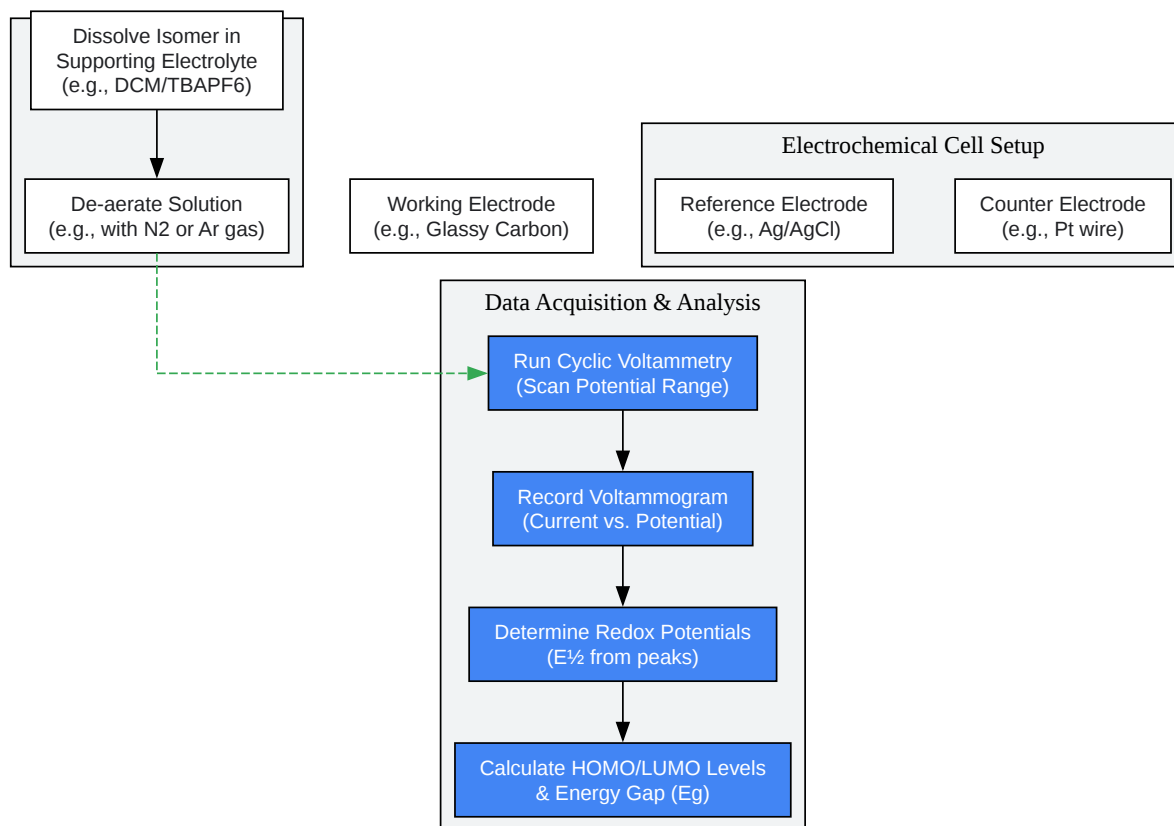 Dissolve Isomer in
Supporting Electrolyte
(e.g., DCM/TBAPF6)
De-aerate Solution
(e.g., with N2 or Ar gas)
Working Electrode
(e.g., Glassy Carbon)
Electrochemical Cell Setup
Reference Electrode
(e.g., Ag/AgCl)
Counter Electrode
(e.g., Pt wire)
Data Acquisition & Analysis
Run Cyclic Voltammetry
(Scan Potential Range)
Record Voltammogram
(Current vs. Potential)
Determine Redox Potentials
(E½ from peaks)
Calculate HOMO/LUMO Levels
& Energy Gap (Eg)